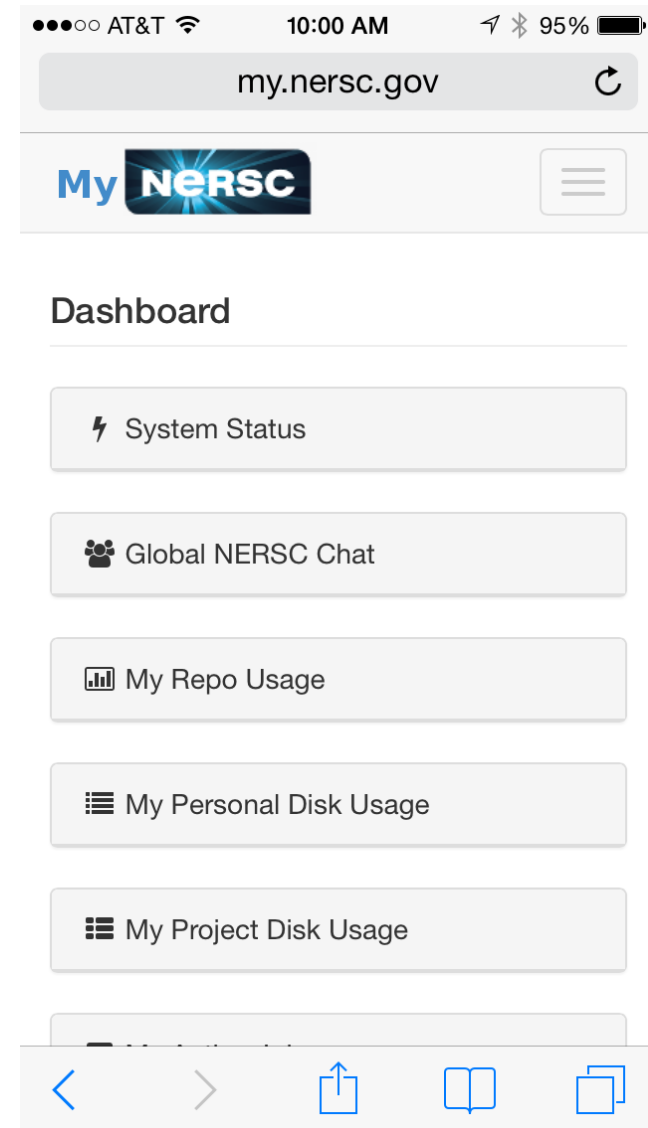 AT&T 10:00 AM 95%
my.nersc.gov
My NERSC
Dashboard
System Status
Global NERSC Chat
My Repo Usage
My Personal Disk Usage
My Project Disk Usage